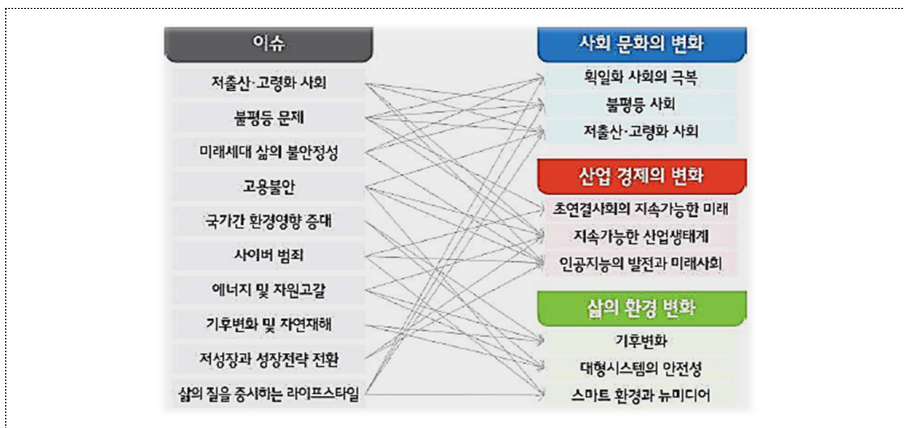 이슈
저출산·고령화 사회
불평등 문제
미래세대 삶의 불안정성
고용불안
국가간 환경영향 증대
사이버 범죄
에너지 및 자원고갈
기후변화 및 자연재해
저성장과 성장전략 전환
삶의 질을 중시하는 라이프스타일
사회 문화의 변화
획일화 사회의 극복
불평등 사회
저출산·고령화 사회
산업 경제의 변화
초연결사회의 지속가능한 미래
지속가능한 산업생태계
인공지능의 발전과 미래사회
삶의 환경 변화
기후변화
대형시스템의 안전성
스마트 환경과 뉴미디어